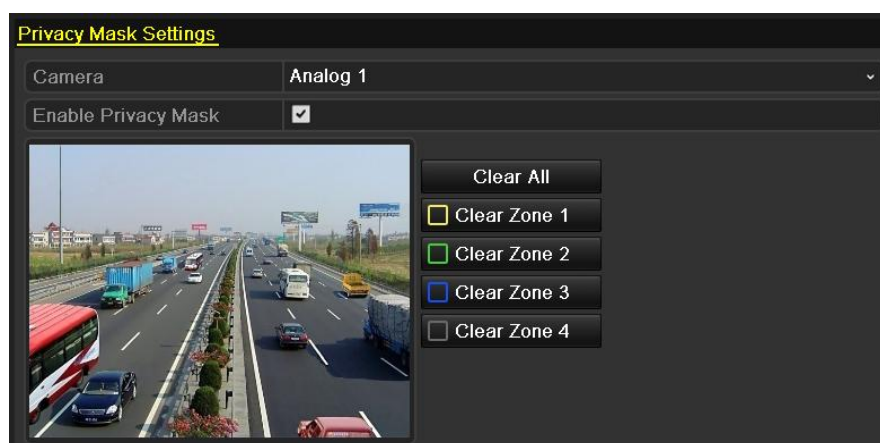 Privacy Mask Settings
Camera Analog 1
Enable Privacy Mask
Clear All
Clear Zone 1
Clear Zone 2
Clear Zone 3
Clear Zone 4